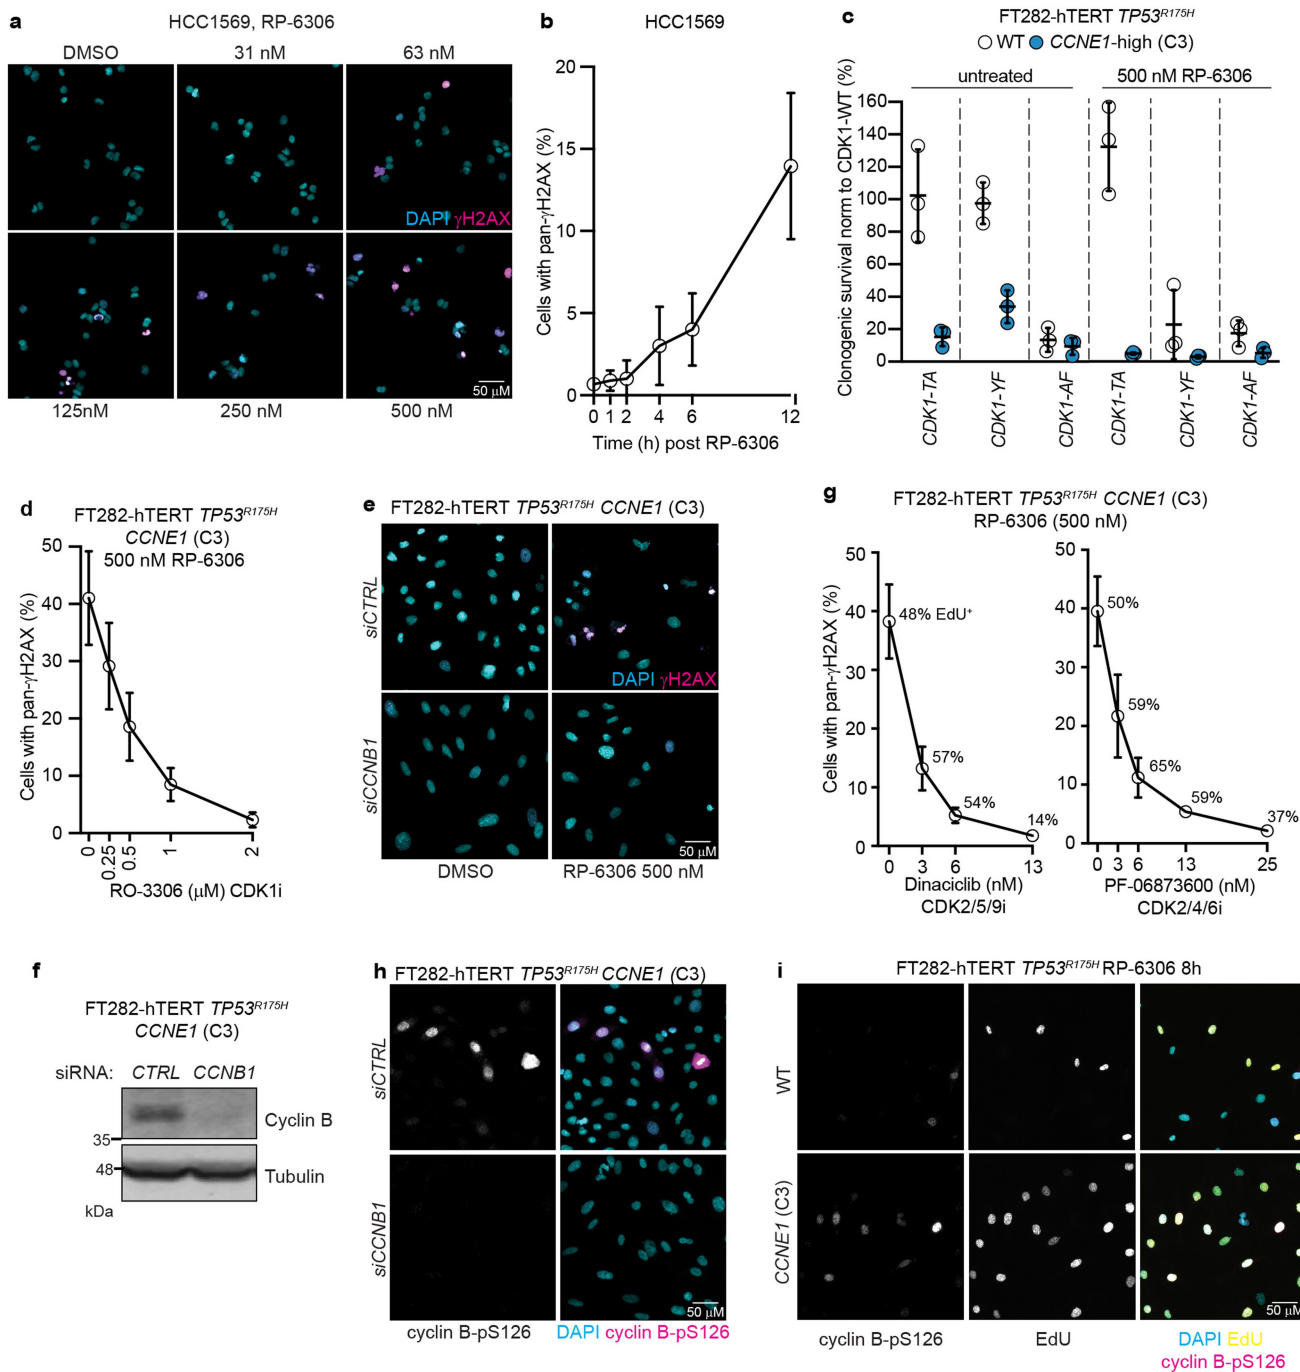 a
HCC1569, RP-6306
DMSO 31 nM 63 nM
DAPI γH2AX
50 μM
125nM 250 nM 500 nM
b
HCC1569
Cells with pan-γH2AX (%)
20
15
10
5
0
0 1 2 4 6 12
Time (h) post RP-6306
c
FT282-hTERT TP53R175H
WT CCNE1-high (C3)
untreated 500 nM RP-6306
Clonogenic survival norm to CDK1-WT (%)
160
140
120
100
80
60
40
20
0
CDK1-TA CDK1-YF CDK1-AF CDK1-TA CDK1-YF CDK1-AF
d
FT282-hTERT TP53R175H
CCNE1 (C3)
500 nM RP-6306
Cells with pan-γH2AX (%)
50
40
30
20
10
0
0 0.25 0.5 1 2
RO-3306 (μM) CDK1i
e
FT282-hTERT TP53R175H CCNE1 (C3)
siCTRL
DAPI γH2AX
siCCNB1
50 μM
DMSO RP-6306 500 nM
g
FT282-hTERT TP53R175H CCNE1 (C3)
RP-6306 (500 nM)
Cells with pan-γH2AX (%)
50
40
30
20
10
0
48% EdU+
57%
54%
14%
0 3 6 13
Dinaciclib (nM)
CDK2/5/9i
50
40
30
20
10
0
50%
59%
65%
59%
37%
0 3 6 13 25
PF-06873600 (nM)
CDK2/4/6i
f
FT282-hTERT TP53R175H
CCNE1 (C3)
siRNA: CTRL CCNB1
Cyclin B
35
48
Tubulin
kDa
h
FT282-hTERT TP53R175H CCNE1 (C3)
siCTRL
siCCNB1
50 μM
cyclin B-pS126 DAPI cyclin B-pS126
i
FT282-hTERT TP53R175H RP-6306 8h
WT
CCNE1 (C3)
50 μM
cyclin B-pS126 EdU DAPI EdU
cyclin B-pS126